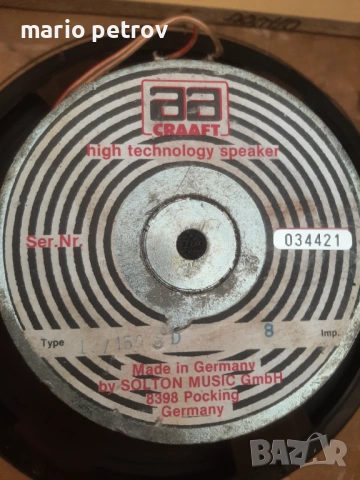 mario petrov
aa
CRAAFT
high technology speaker
Ser.Nr. 034421
Type 8 Imp.
Made in Germany
by SOLTON MUSIC GmbH
8398 Pocking
Germany
BAZAR